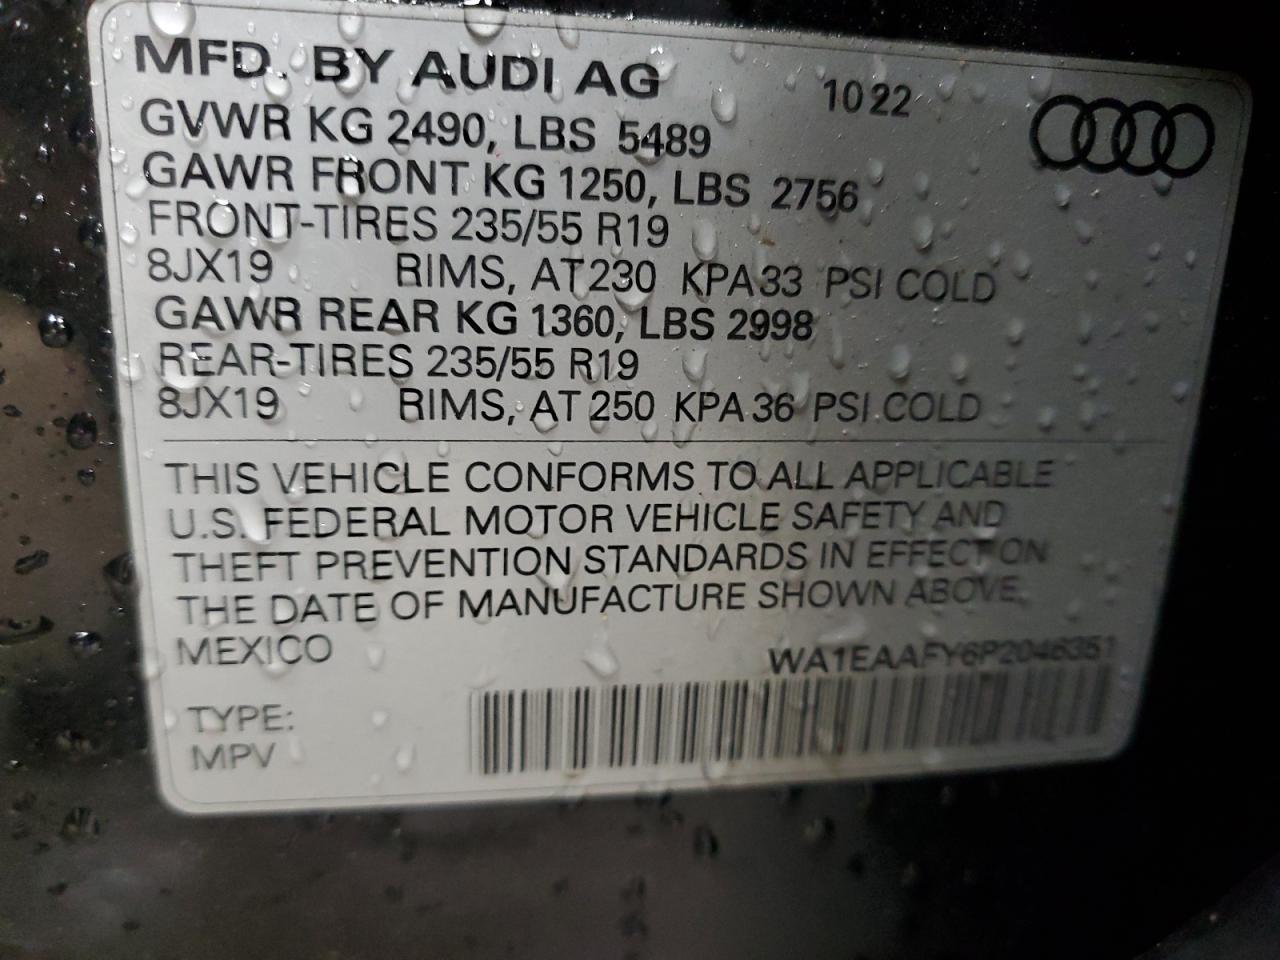 MFD. BY AUDI AG 1022
GVWR KG 2490, LBS 5489
GAWR FRONT KG 1250, LBS 2756
FRONT-TIRES 235/55 R19
8JX19 RIMS, AT 230 KPA 33 PSI COLD
GAWR REAR KG 1360, LBS 2998
REAR-TIRES 235/55 R19
8JX19 RIMS, AT 250 KPA 36 PSI COLD
THIS VEHICLE CONFORMS TO ALL APPLICABLE
U.S. FEDERAL MOTOR VEHICLE SAFETY AND
THEFT PREVENTION STANDARDS IN EFFECT ON
THE DATE OF MANUFACTURE SHOWN ABOVE.
MEXICO WA1EAAFY6P2046351
TYPE:
MPV